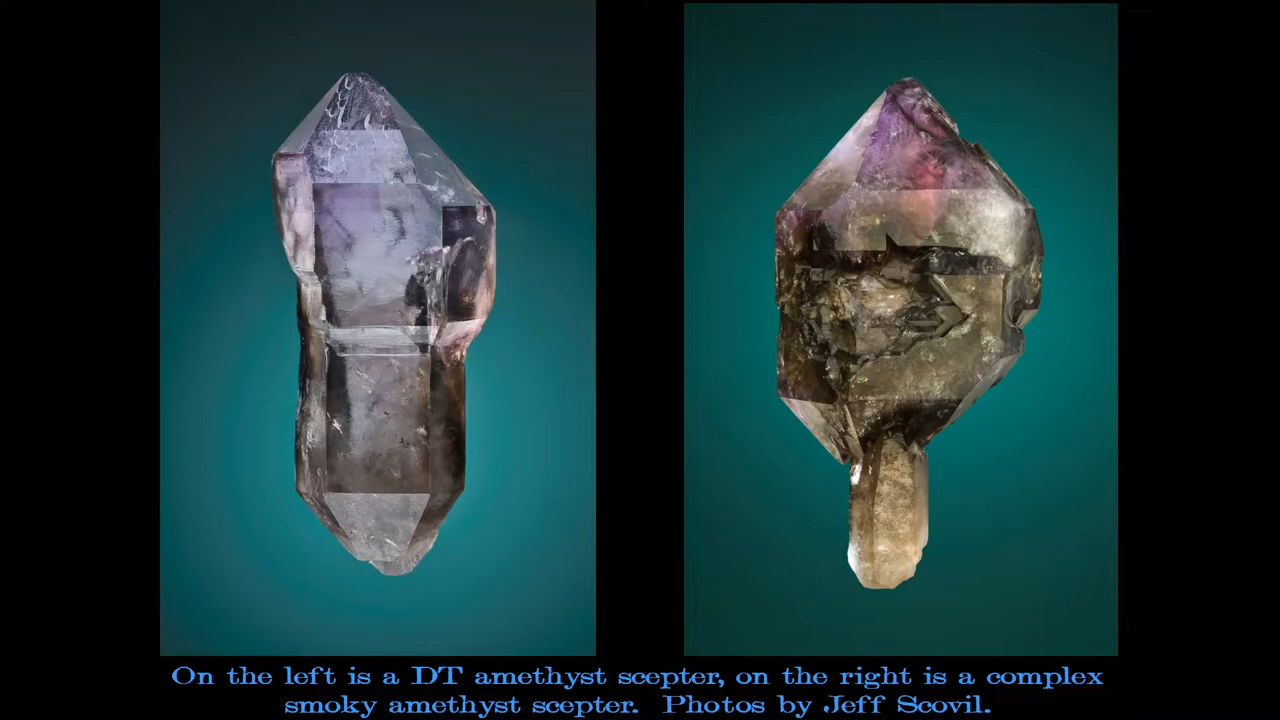 On the left is a DT amethyst scepter, on the right is a complex
smoky amethyst scepter.  Photos by Jeff Scovil.